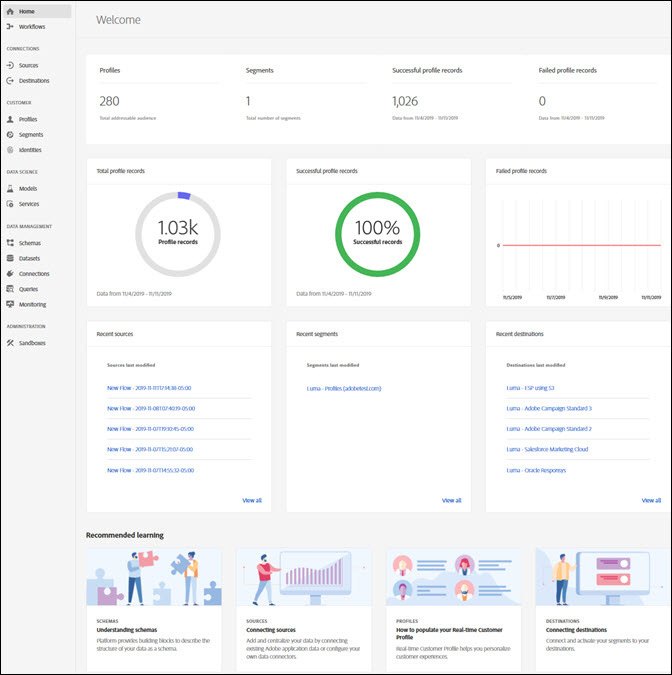 Home
Workflows
CONNECTIONS
Sources
Destinations
CUSTOMER
Profiles
Segments
Identities
DATA SCIENCE
Models
Services
DATA MANAGEMENT
Schemas
Datasets
Connections
Queries
Monitoring
ADMINISTRATION
Sandboxes
Welcome
Profiles
280
Total addressable audience
Segments
1
Total number of segments
Successful profile records
1,026
Data from 11/4/2019 - 11/11/2019
Failed profile records
0
Data from 11/4/2019 - 11/11/2019
Total profile records
1.03k
Profile records
Data from 11/4/2019 - 11/11/2019
Successful profile records
100%
Successful records
Data from 11/4/2019 - 11/11/2019
Failed profile records
0
11/5/2019 11/7/2019 11/9/2019 11/11/2019
Recent sources
Sources last modified
New Flow - 2019-11-11T17:14:38-05:00
New Flow - 2019-11-08T07:40:19-05:00
New Flow - 2019-11-07T19:10:45-05:00
New Flow - 2019-11-07T15:21:07-05:00
New Flow - 2019-11-07T14:55:32-05:00
View all
Recent segments
Segments last modified
Luma - Profiles (adobetest.com)
View all
Recent destinations
Destinations last modified
Luma - ESP using S3
Luma - Adobe Campaign Standard 3
Luma - Adobe Campaign Standard 2
Luma - Salesforce Marketing Cloud
Luma - Oracle Responsys
View all
Recommended learning
SCHEMAS
Understanding schemas
Platform provides building blocks to describe the
structure of your data as a schema.
SOURCES
Connecting sources
Add and centralize your data by connecting
existing Adobe application data or configure your
own data connectors.
PROFILES
How to populate your Real-time Customer
Profile
Real-time Customer Profile helps you personalize
customer experiences.
DESTINATIONS
Connecting destinations
Connect and activate your segments to your
destinations.